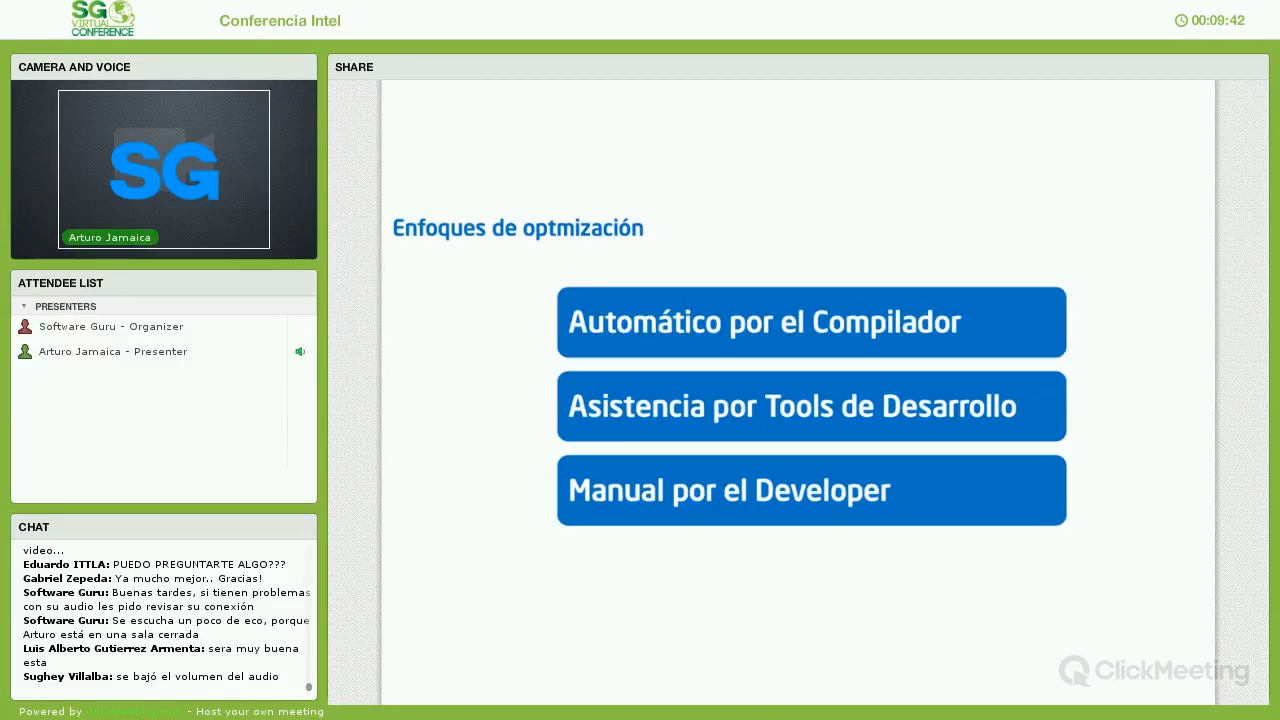 SG
VIRTUAL
CONFERENCE
Conferencia Intel
00:09:42
CAMERA AND VOICE
SG
Arturo Jamaica
ATTENDEE LIST
PRESENTERS
Software Guru - Organizer
Arturo Jamaica - Presenter
CHAT
video...
Eduardo ITTLA: PUEDO PREGUNTARTE ALGO???
Gabriel Zepeda: Ya mucho mejor.. Gracias!
Software Guru: Buenas tardes, si tienen problemas
con su audio les pido revisar su conexión
Software Guru: Se escucha un poco de eco, porque
Arturo está en una sala cerrada
Luis Alberto Gutierrez Armenta: sera muy buena
esta
Sughey Villalba: se bajó el volumen del audio
Powered by - Host your own meeting
SHARE
Enfoques de optmización
Automático por el Compilador
Asistencia por Tools de Desarrollo
Manual por el Developer
ClickMeeting